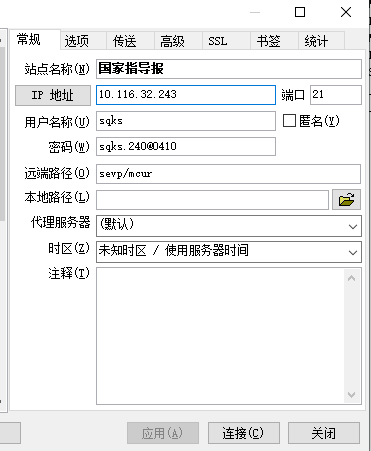 常规 选项 传送 高级 SSL 书签 统计
站点名称(N) 国家指导报
IP 地址 10.116.32.243 端口 21
用户名称(U) sqks 匿名(Y)
密码(W) sqks.240@0410
远端路径(O) sevp/mcur
本地路径(L)
代理服务器 (默认)
时区(Z) 未知时区 / 使用服务器时间
注释(T)
应用(A) 连接(C) 关闭